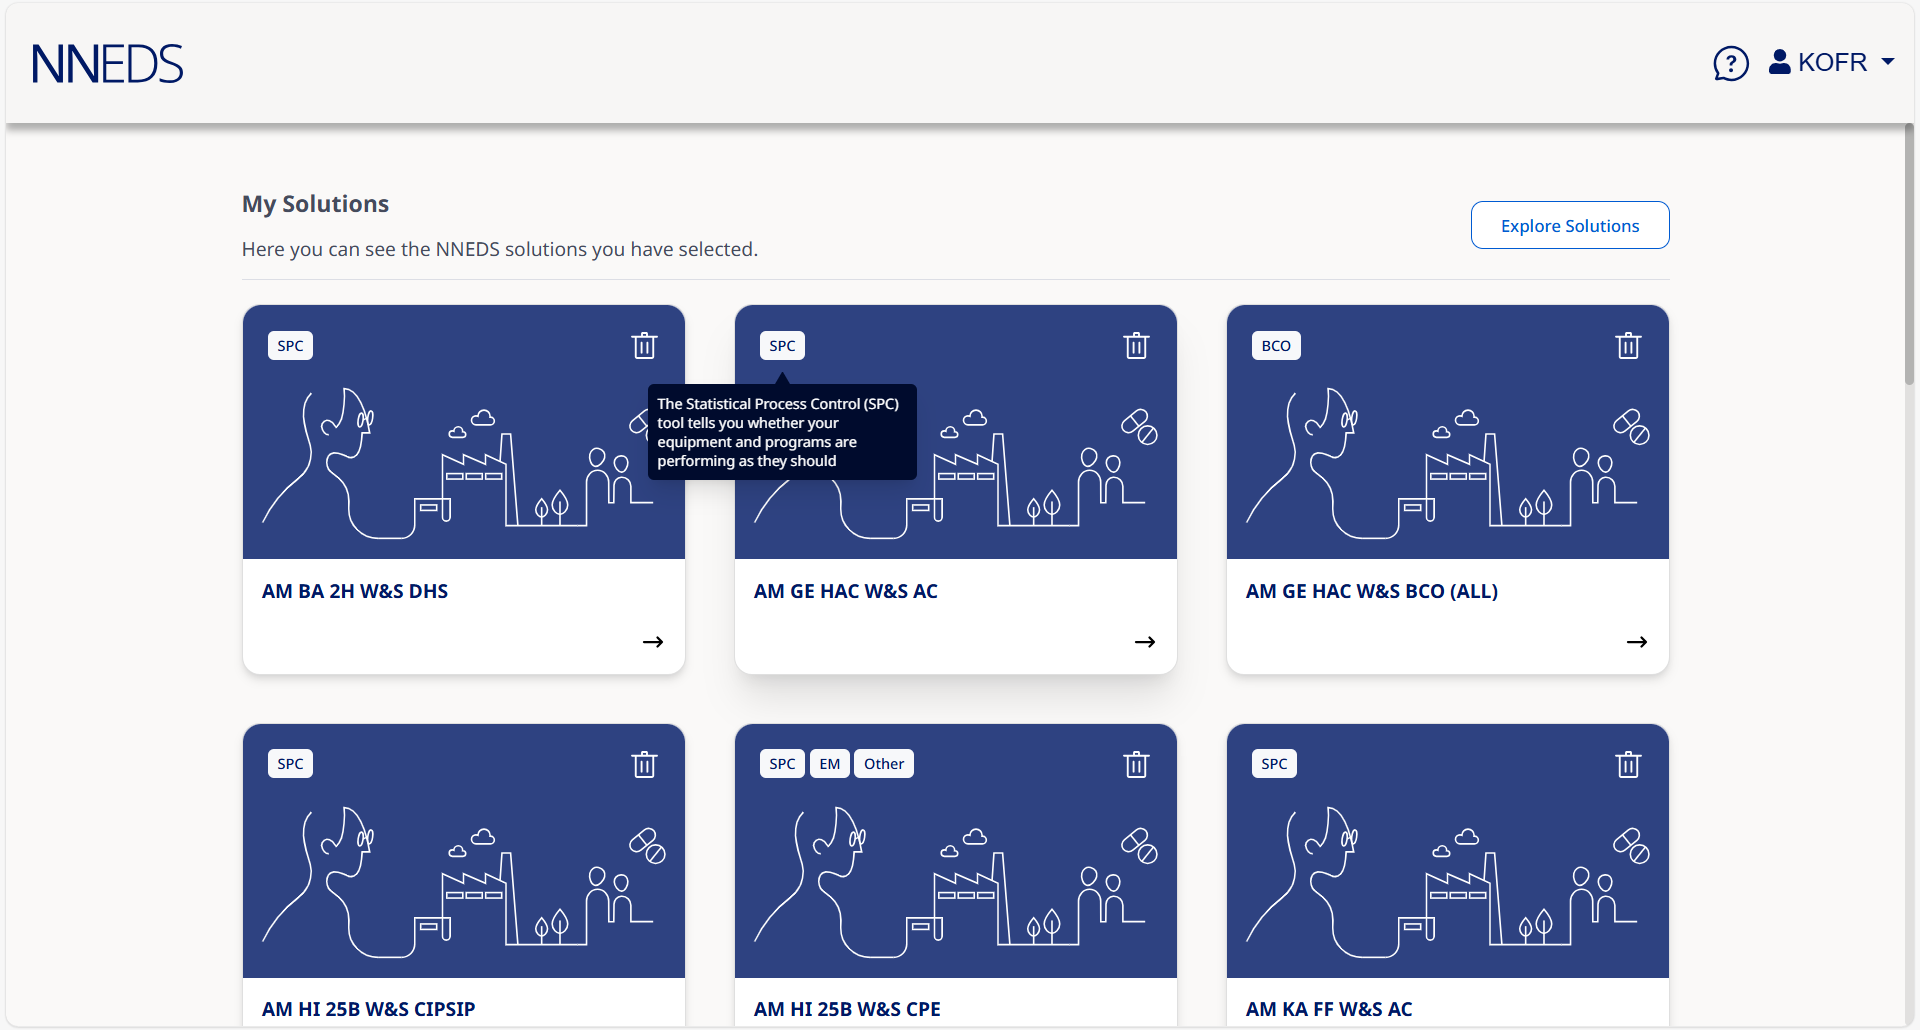 NNEDS
? KOFR
My Solutions
Here you can see the NNEDS solutions you have selected.
Explore Solutions
SPC
SPC
BCO
The Statistical Process Control (SPC)
tool tells you whether your
equipment and programs are
performing as they should
AM BA 2H W&S DHS
AM GE HAC W&S AC
AM GE HAC W&S BCO (ALL)
SPC
SPC EM Other
SPC
AM HI 25B W&S CIPSIP
AM HI 25B W&S CPE
AM KA FF W&S AC